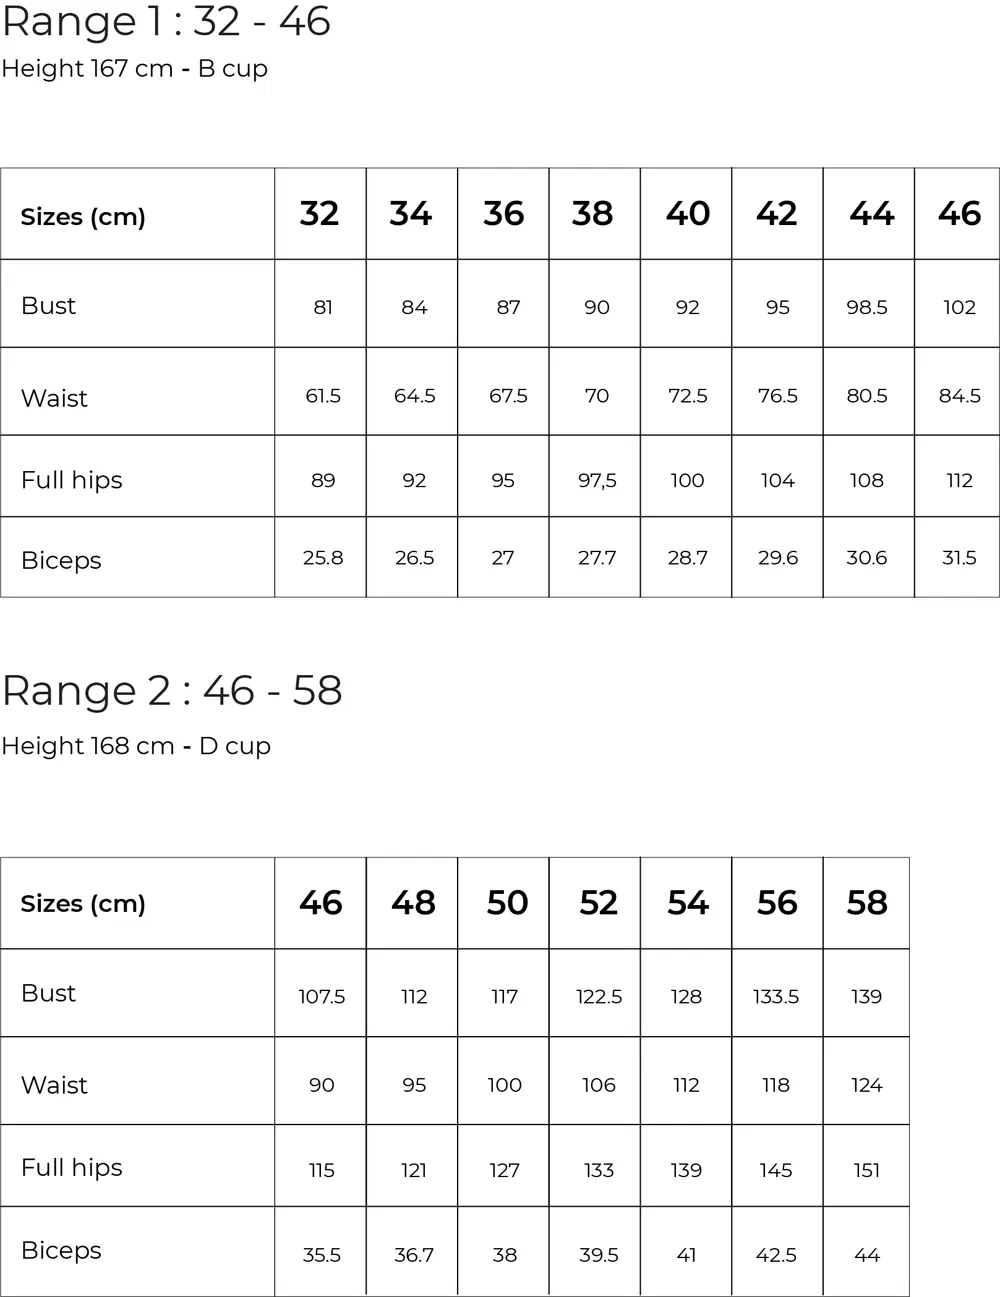 Range 1 : 32 - 46
Height 167 cm - B cup
Sizes (cm) 32 34 36 38 40 42 44 46
Bust 81 84 87 90 92 95 98.5 102
Waist 61.5 64.5 67.5 70 72.5 76.5 80.5 84.5
Full hips 89 92 95 97,5 100 104 108 112
Biceps 25.8 26.5 27 27.7 28.7 29.6 30.6 31.5
Range 2 : 46 - 58
Height 168 cm - D cup
Sizes (cm) 46 48 50 52 54 56 58
Bust 107.5 112 117 122.5 128 133.5 139
Waist 90 95 100 106 112 118 124
Full hips 115 121 127 133 139 145 151
Biceps 35.5 36.7 38 39.5 41 42.5 44